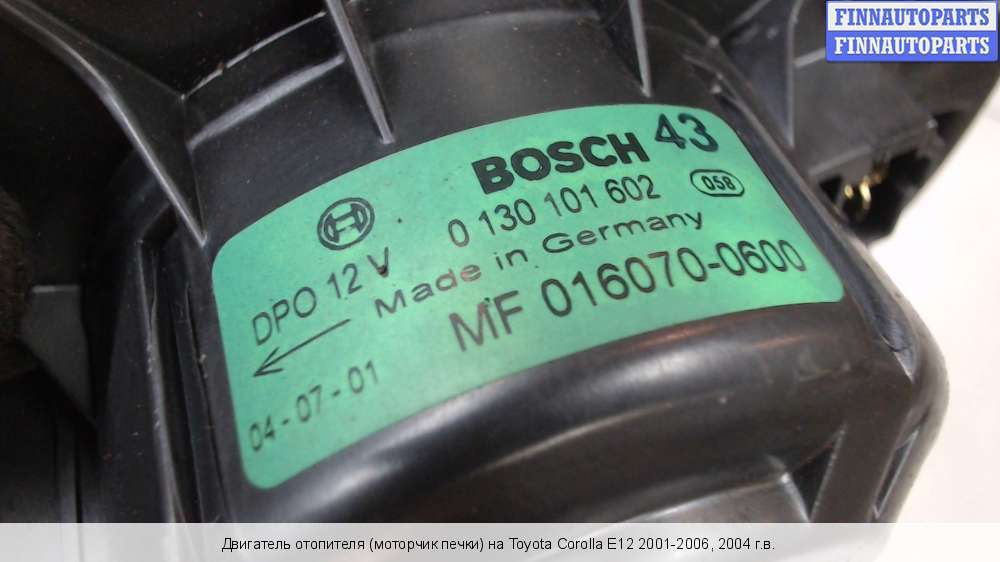 FINNAUTOPARTS
FINNAUTOPARTS
BOSCH 43
0 130 101 602 058
DPO 12 V Made in Germany
MF 016070-0600
04-07-01
Двигатель отопителя (моторчик печки) на Toyota Corolla E12 2001-2006, 2004 г.в.